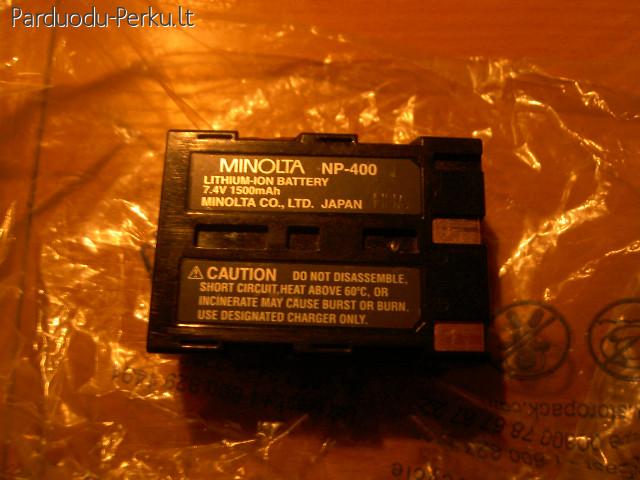 Parduodu-Perku.lt
MINOLTA NP-400
LITHIUM-ION BATTERY
7.4V 1500mAh
MINOLTA CO., LTD. JAPAN
⚠ CAUTION DO NOT DISASSEMBLE,
SHORT CIRCUIT, HEAT ABOVE 60°C, OR
INCINERATE MAY CAUSE BURST OR BURN.
USE DESIGNATED CHARGER ONLY.